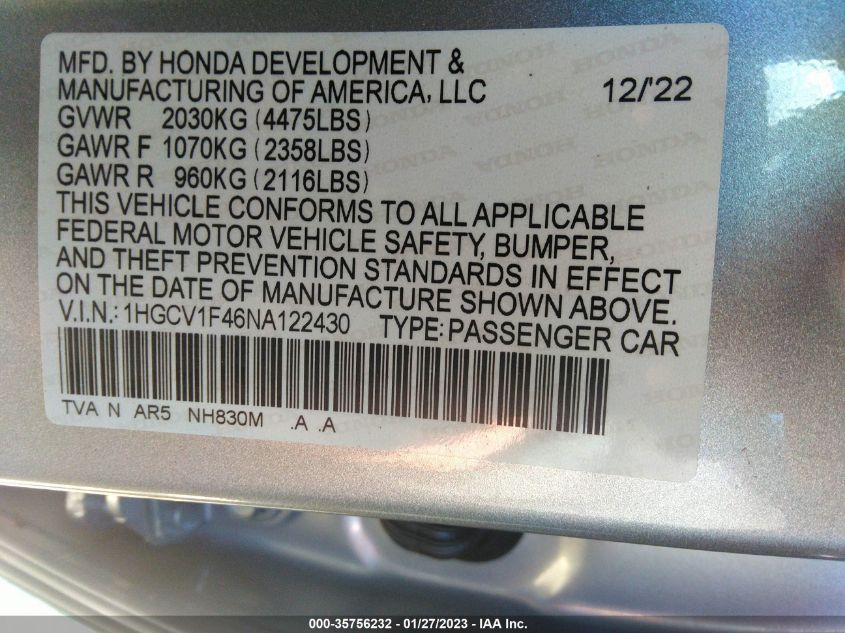 MFD. BY HONDA DEVELOPMENT &
MANUFACTURING OF AMERICA, LLC 12/'22
GVWR 2030KG (4475LBS)
GAWR F 1070KG (2358LBS)
GAWR R 960KG (2116LBS)
THIS VEHICLE CONFORMS TO ALL APPLICABLE
FEDERAL MOTOR VEHICLE SAFETY, BUMPER,
AND THEFT PREVENTION STANDARDS IN EFFECT
ON THE DATE OF MANUFACTURE SHOWN ABOVE.
V.I.N.: 1HGCV1F46NA122430 TYPE: PASSENGER CAR
TVA N AR5 NH830M .A .A
000-35756232 - 01/27/2023 - IAA Inc.